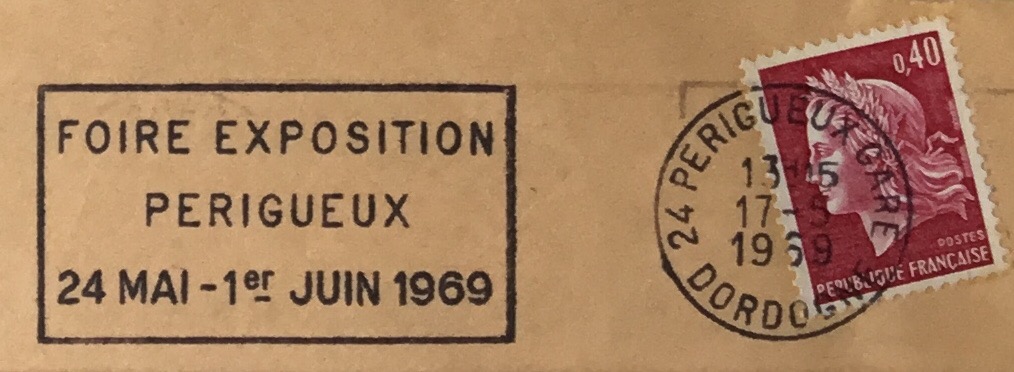 FOIRE EXPOSITION
PERIGUEUX
24 MAI - 1er JUIN 1969
24 PERIGUEUX GARE
13H15
17-5
1969
DORDOGNE
0,40
POSTES
REPUBLIQUE FRANÇAISE